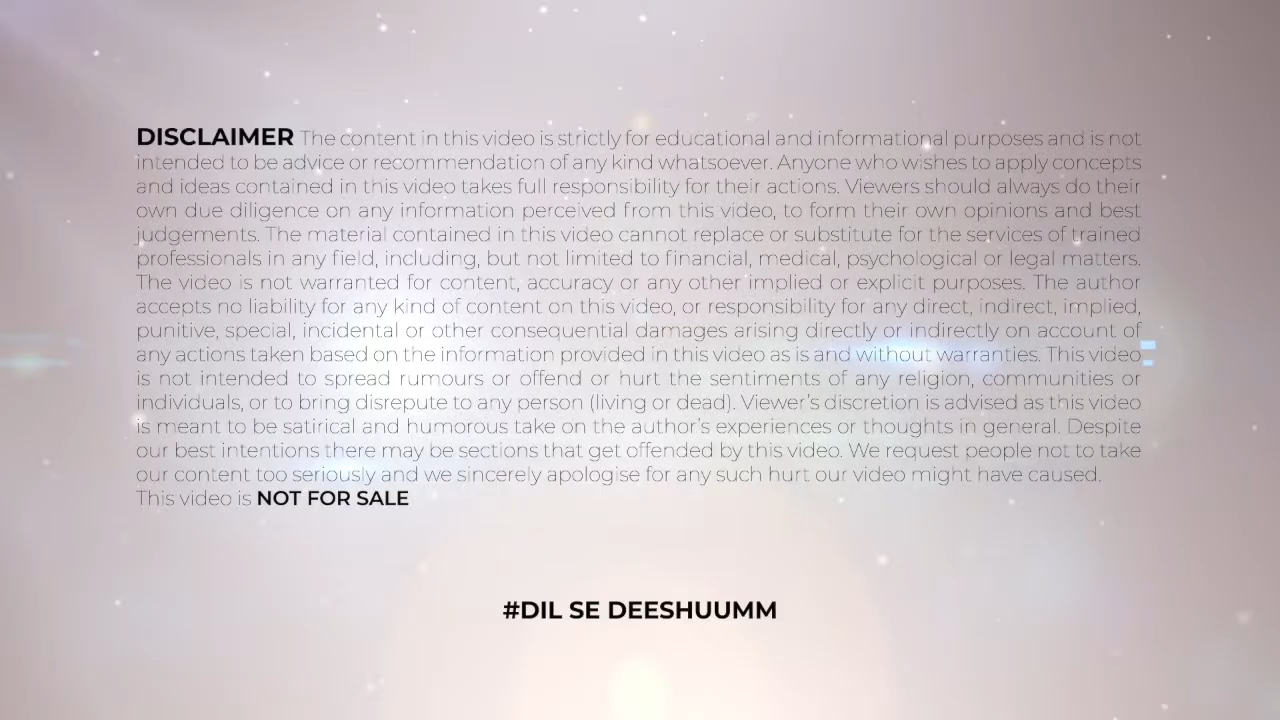 DISCLAIMER The content in this video is strictly for educational and informational purposes and is not
intended to be advice or recommendation of any kind whatsoever. Anyone who wishes to apply concepts
and ideas contained in this video takes full responsibility for their actions. Viewers should always do their
own due diligence on any information perceived from this video, to form their own opinions and best
judgements. The material contained in this video cannot replace or substitute for the services of trained
professionals in any field, including, but not limited to financial, medical, psychological or legal matters.
The video is not warranted for content, accuracy or any other implied or explicit purposes. The author
accepts no liability for any kind of content on this video, or responsibility for any direct, indirect, implied,
punitive, special, incidental or other consequential damages arising directly or indirectly on account of
any actions taken based on the information provided in this video as is and without warranties. This video
is not intended to spread rumours or offend or hurt the sentiments of any religion, communities or
individuals, or to bring disrepute to any person (living or dead). Viewer's discretion is advised as this video
is meant to be satirical and humorous take on the author's experiences or thoughts in general. Despite
our best intentions there may be sections that get offended by this video. We request people not to take
our content too seriously and we sincerely apologise for any such hurt our video might have caused.
This video is NOT FOR SALE
#DIL SE DEESHUUMM